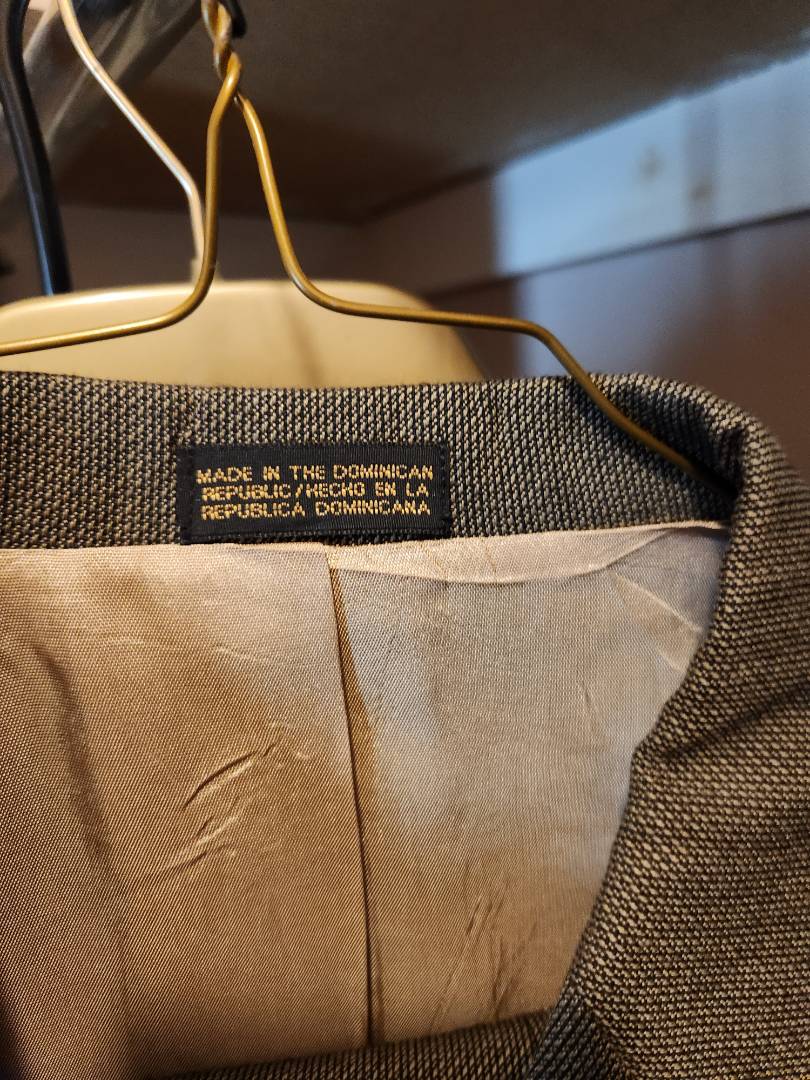 MADE IN THE DOMINICAN
REPUBLIC/HECHO EN LA
REPUBLICA DOMINICANA